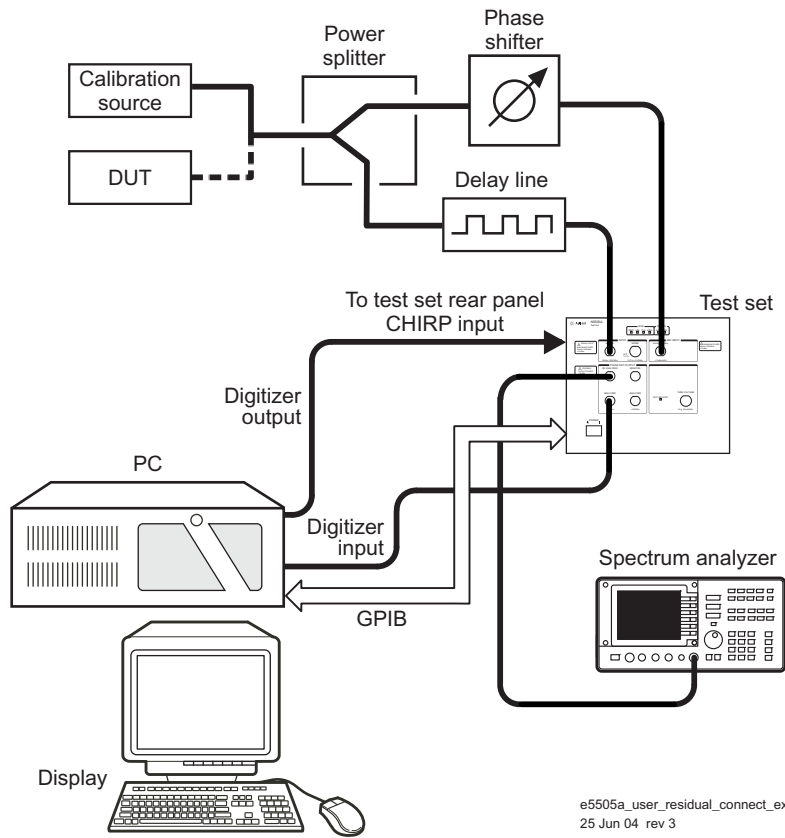 Power
splitter
Phase
shifter
Calibration
source
DUT
Delay line
To test set rear panel
CHIRP input
Test set
Digitizer
output
PC
Digitizer
input
GPIB
Spectrum analyzer
Display
e5505a_user_residual_connect_ex
25 Jun 04 rev 3